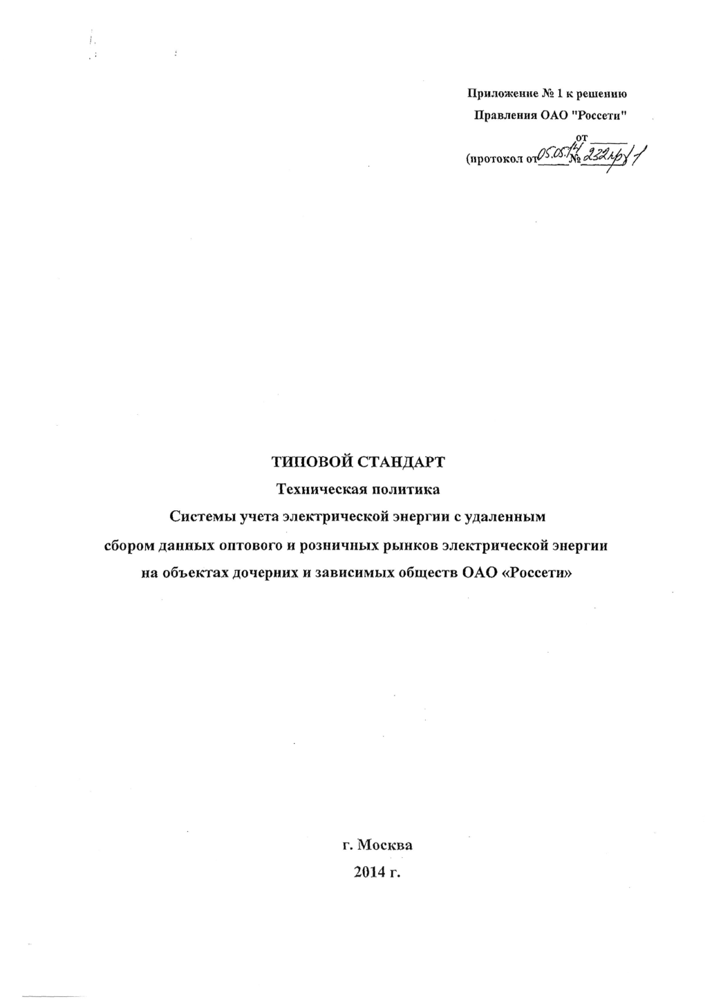 Приложение № 1 к решению
Правления ОАО "Россети"
от ______
(протокол от 05.05.14 № 232пр/1
ТИПОВОЙ СТАНДАРТ
Техническая политика
Системы учета электрической энергии с удаленным
сбором данных оптового и розничных рынков электрической энергии
на объектах дочерних и зависимых обществ ОАО «Россети»
г. Москва
2014 г.